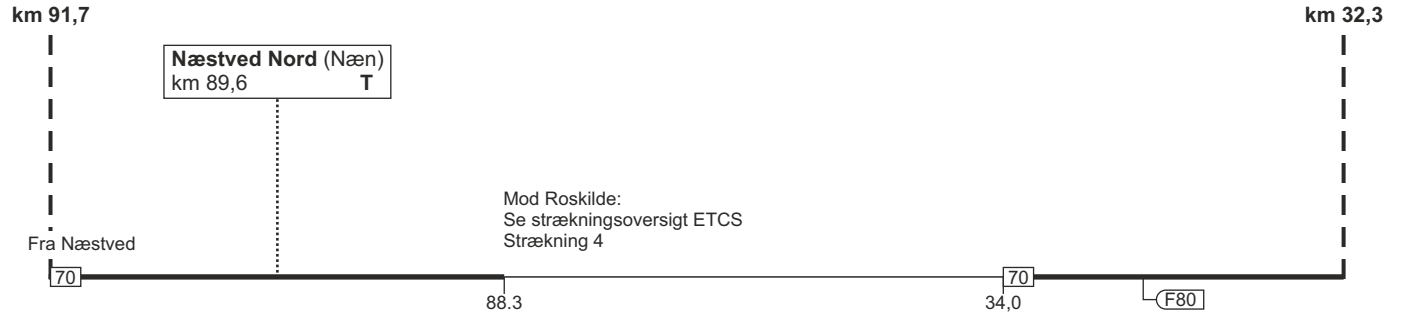 km 91,7
km 32,3
Næstved Nord (Næn)
km 89,6 T
Mod Roskilde:
Se strækningsoversigt ETCS
Strækning 4
Fra Næstved
70
70
88.3
34,0
F80